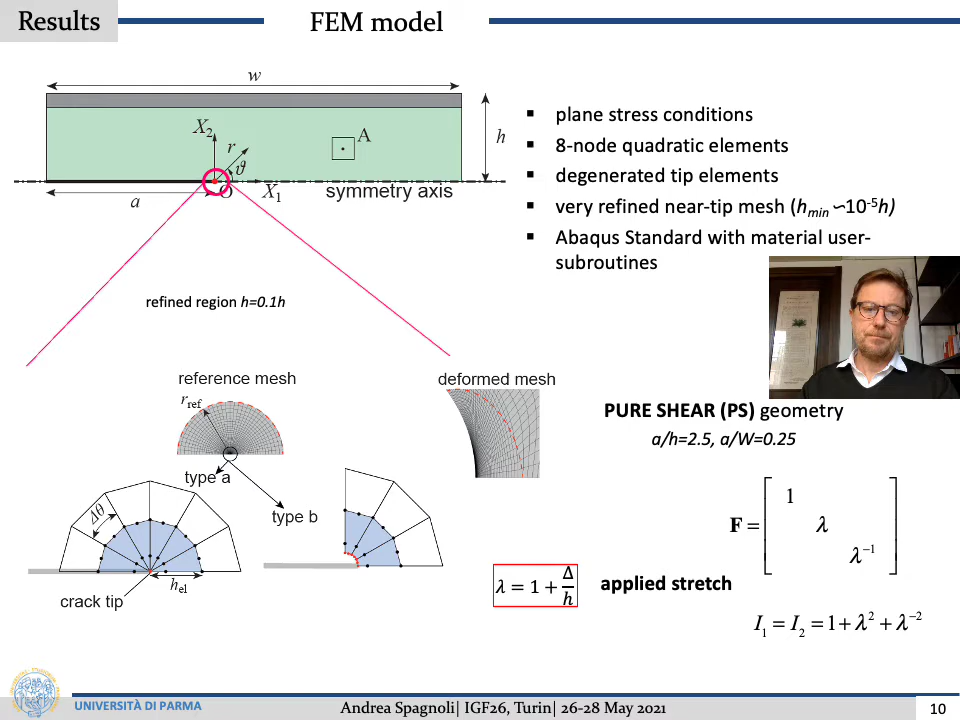 Results
FEM model
w
X2
r
ϑ
A
h
O
X1
symmetry axis
a
▪ plane stress conditions
▪ 8-node quadratic elements
▪ degenerated tip elements
▪ very refined near-tip mesh (hmin ∽10-5h)
▪ Abaqus Standard with material user-
subroutines
refined region h=0.1h
reference mesh
rref
deformed mesh
type a
type b
Δθ
hel
crack tip
PURE SHEAR (PS) geometry
a/h=2.5, a/W=0.25
F = [1 λ λ−1]
λ = 1 + Δ/h
applied stretch
I1 = I2 = 1 + λ2 + λ−2
UNIVERSITÀ DI PARMA
Andrea Spagnoli| IGF26, Turin| 26-28 May 2021
10